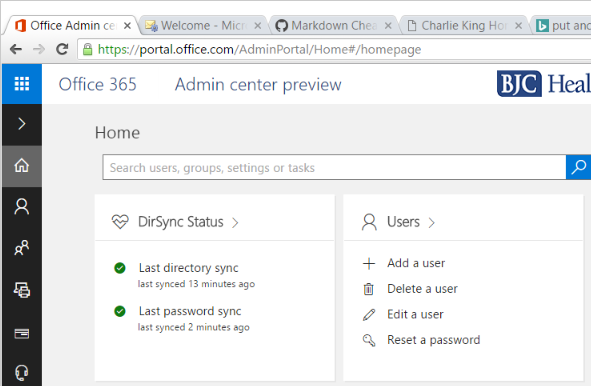 Office Admin ce
Welcome - Micr
Markdown Chea
Charlie King Ho
put and
https://portal.office.com/AdminPortal/Home#/homepage
Office 365
Admin center preview
BJC Heal
Home
Search users, groups, settings or tasks
DirSync Status
Last directory sync
last synced 13 minutes ago
Last password sync
last synced 2 minutes ago
Users
Add a user
Delete a user
Edit a user
Reset a password